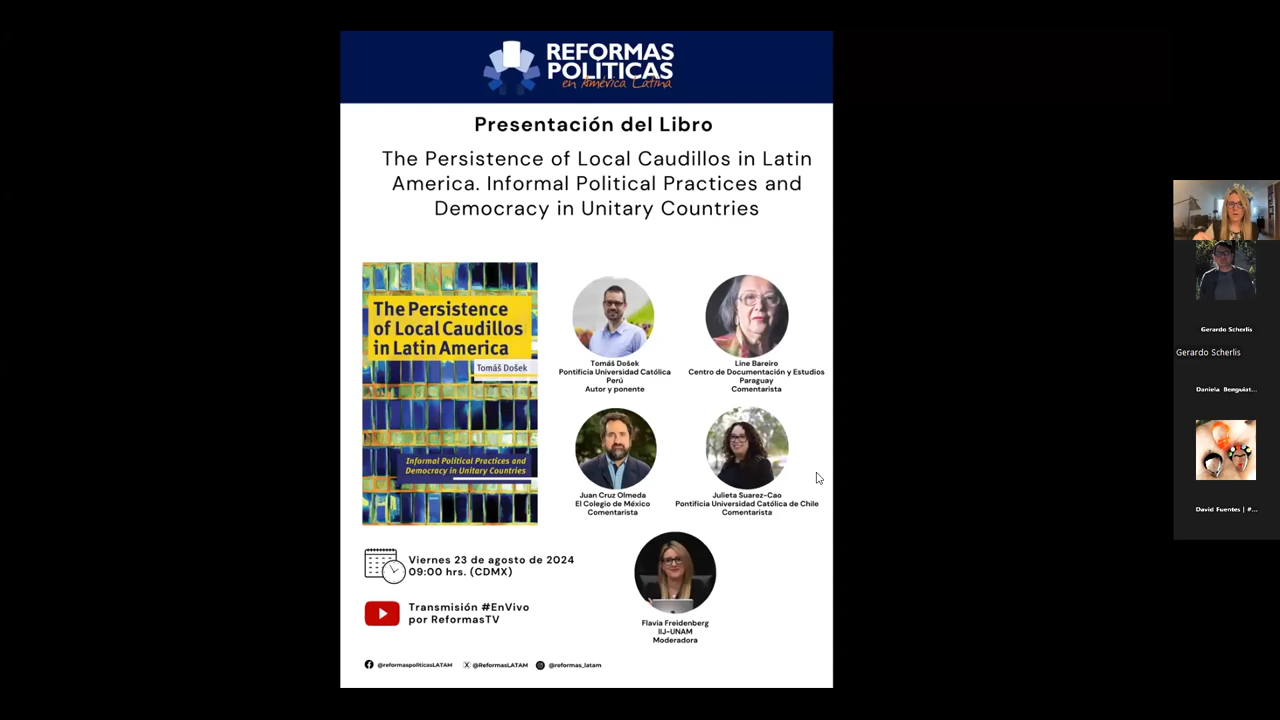 REFORMAS
POLITICAS
en América Latina
Presentación del Libro
The Persistence of Local Caudillos in Latin
America. Informal Political Practices and
Democracy in Unitary Countries
The Persistence
of Local Caudillos
in Latin America
Tomáš Došek
Informal Political Practices and
Democracy in Unitary Countries
Tomáš Došek
Pontificia Universidad Católica
Perú
Autor y ponente
Line Bareiro
Centro de Documentación y Estudios
Paraguay
Comentarista
Juan Cruz Olmeda
El Colegio de México
Comentarista
Julieta Suarez-Cao
Pontificia Universidad Católica de Chile
Comentarista
Viernes 23 de agosto de 2024
09:00 hrs. (CDMX)
Transmisión #EnVivo
por ReformasTV
Flavia Freidenberg
IIJ-UNAM
Moderadora
@reformaspoliticasLATAM
@ReformasLATAM
@reformas_latam
Gerardo Scherlis
Gerardo Scherlis
Daniela Benguiat...
David Fuentes | #...